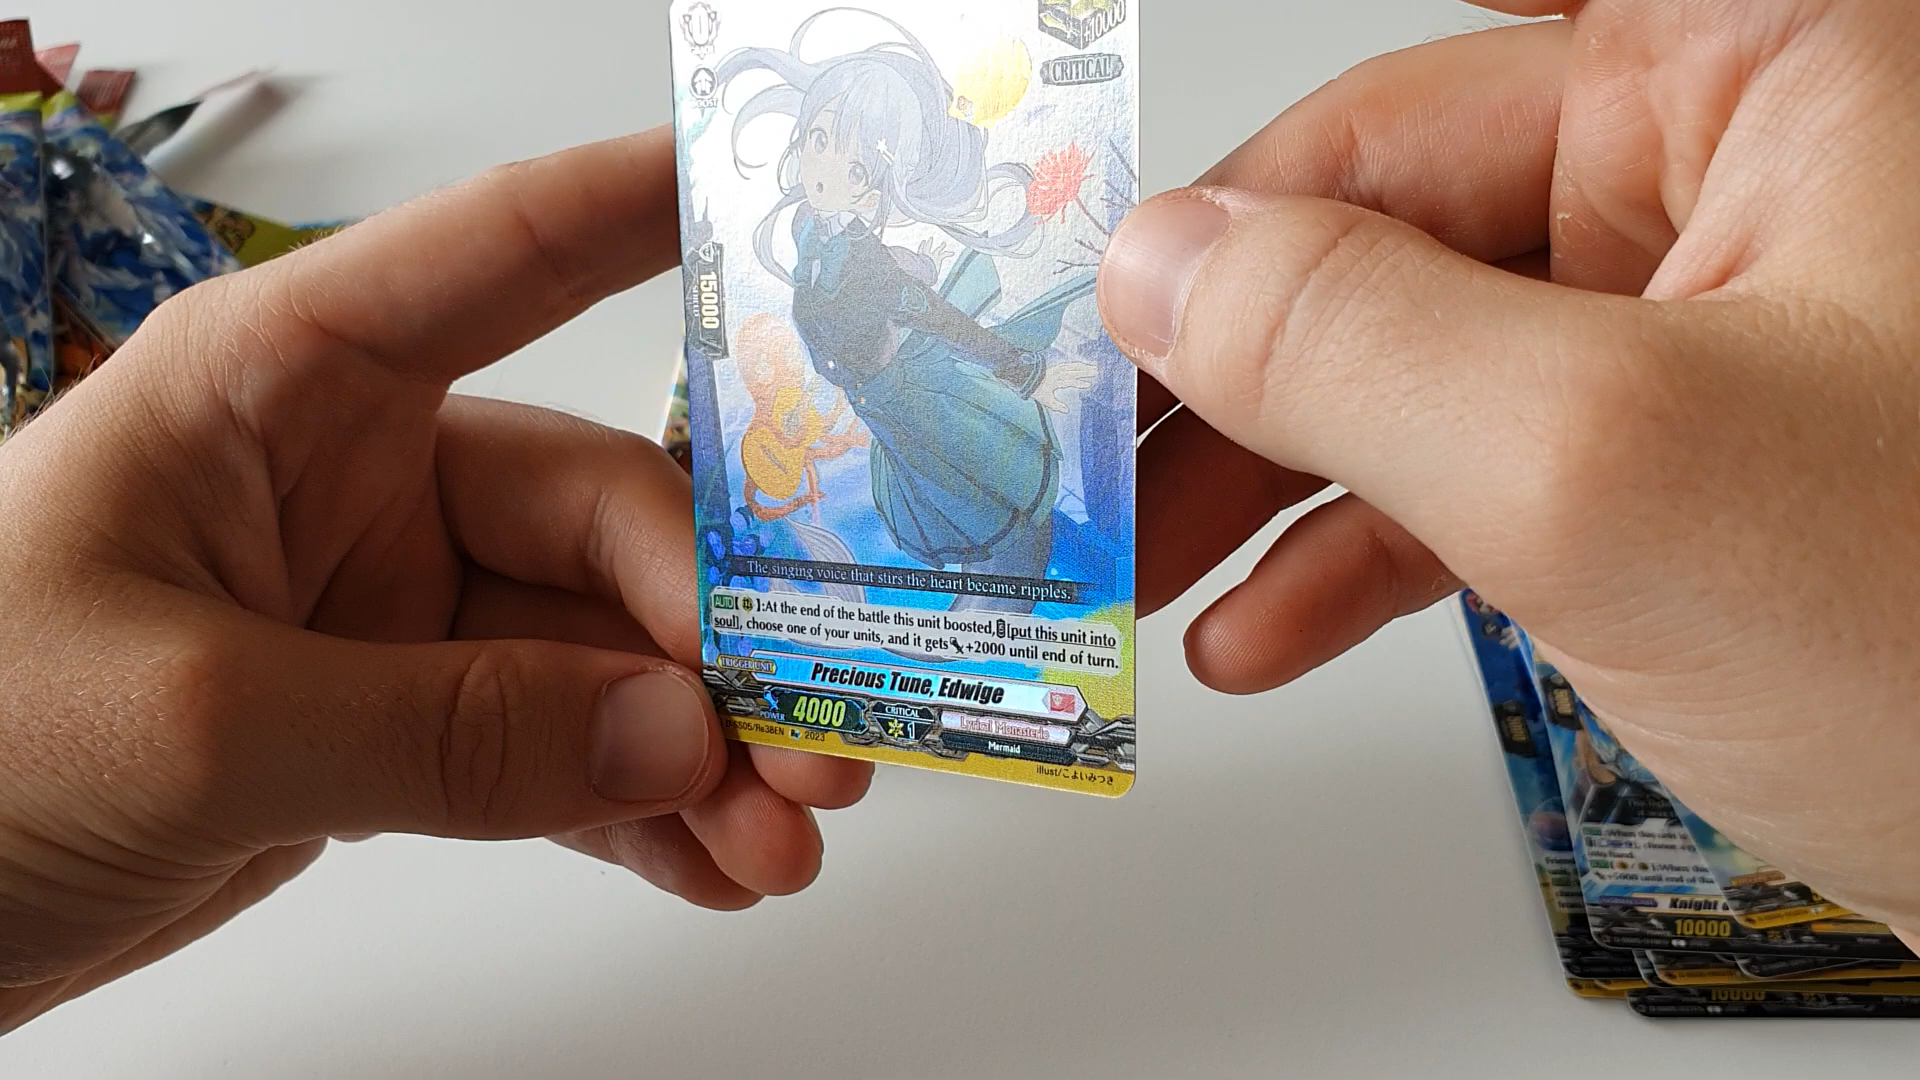 +10000
CRITICAL
BOOST
15000
SHIELD
The singing voice that stirs the heart became ripples.
AUTO【 】:At the end of the battle this unit boosted, [put this unit into
soul], choose one of your units, and it gets +2000 until end of turn.
TRIGGER UNIT
Precious Tune, Edwige
POWER 4000 CRITICAL 1
Lyrical Monasterio
Mermaid
D-SS05/Re38EN Re 2023
illust/こよいみつき
Knight
10000
10000